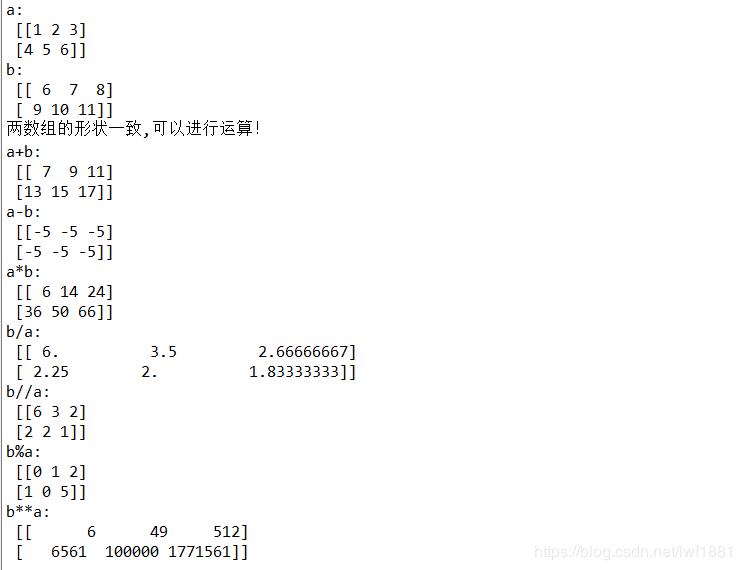 a:
 [[1 2 3]
 [4 5 6]]
b:
 [[ 6  7  8]
 [ 9 10 11]]
两数组的形状一致,可以进行运算!
a+b:
 [[ 7  9 11]
 [13 15 17]]
a-b:
 [[-5 -5 -5]
 [-5 -5 -5]]
a*b:
 [[ 6 14 24]
 [36 50 66]]
b/a:
 [[ 6.          3.5         2.66666667]
 [ 2.25        2.          1.83333333]]
b//a:
 [[6 3 2]
 [2 2 1]]
b%a:
 [[0 1 2]
 [1 0 5]]
b**a:
 [[      6      49     512]
 [   6561  100000 1771561]]
https://blog.csdn.net/lwf1881